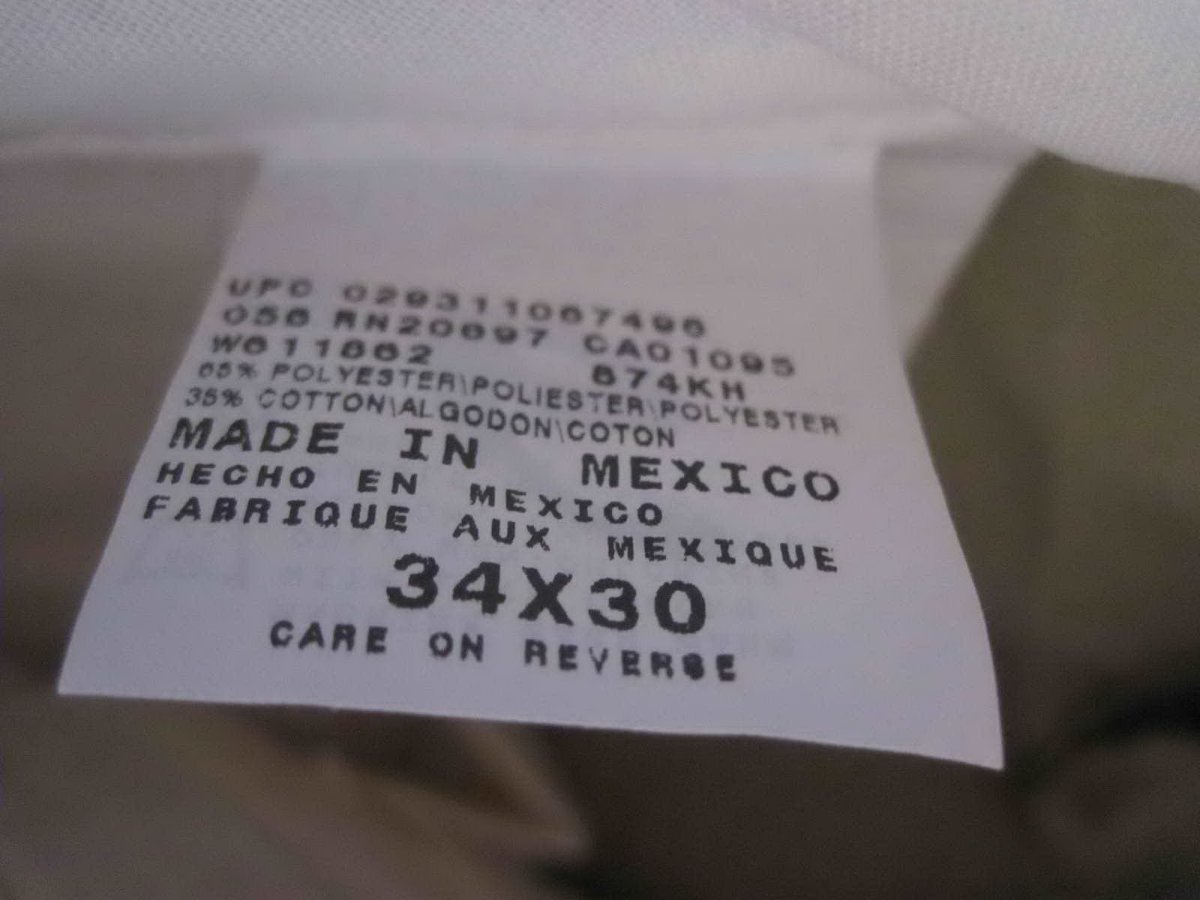 UPC 029311067496
056 RN20697 CA01095
W611662 874KH
65% POLYESTER\POLIESTER\POLYESTER
35% COTTON\ALGODON\COTON
MADE IN MEXICO
HECHO EN MEXICO
FABRIQUE AUX MEXIQUE
34X30
CARE ON REVERSE